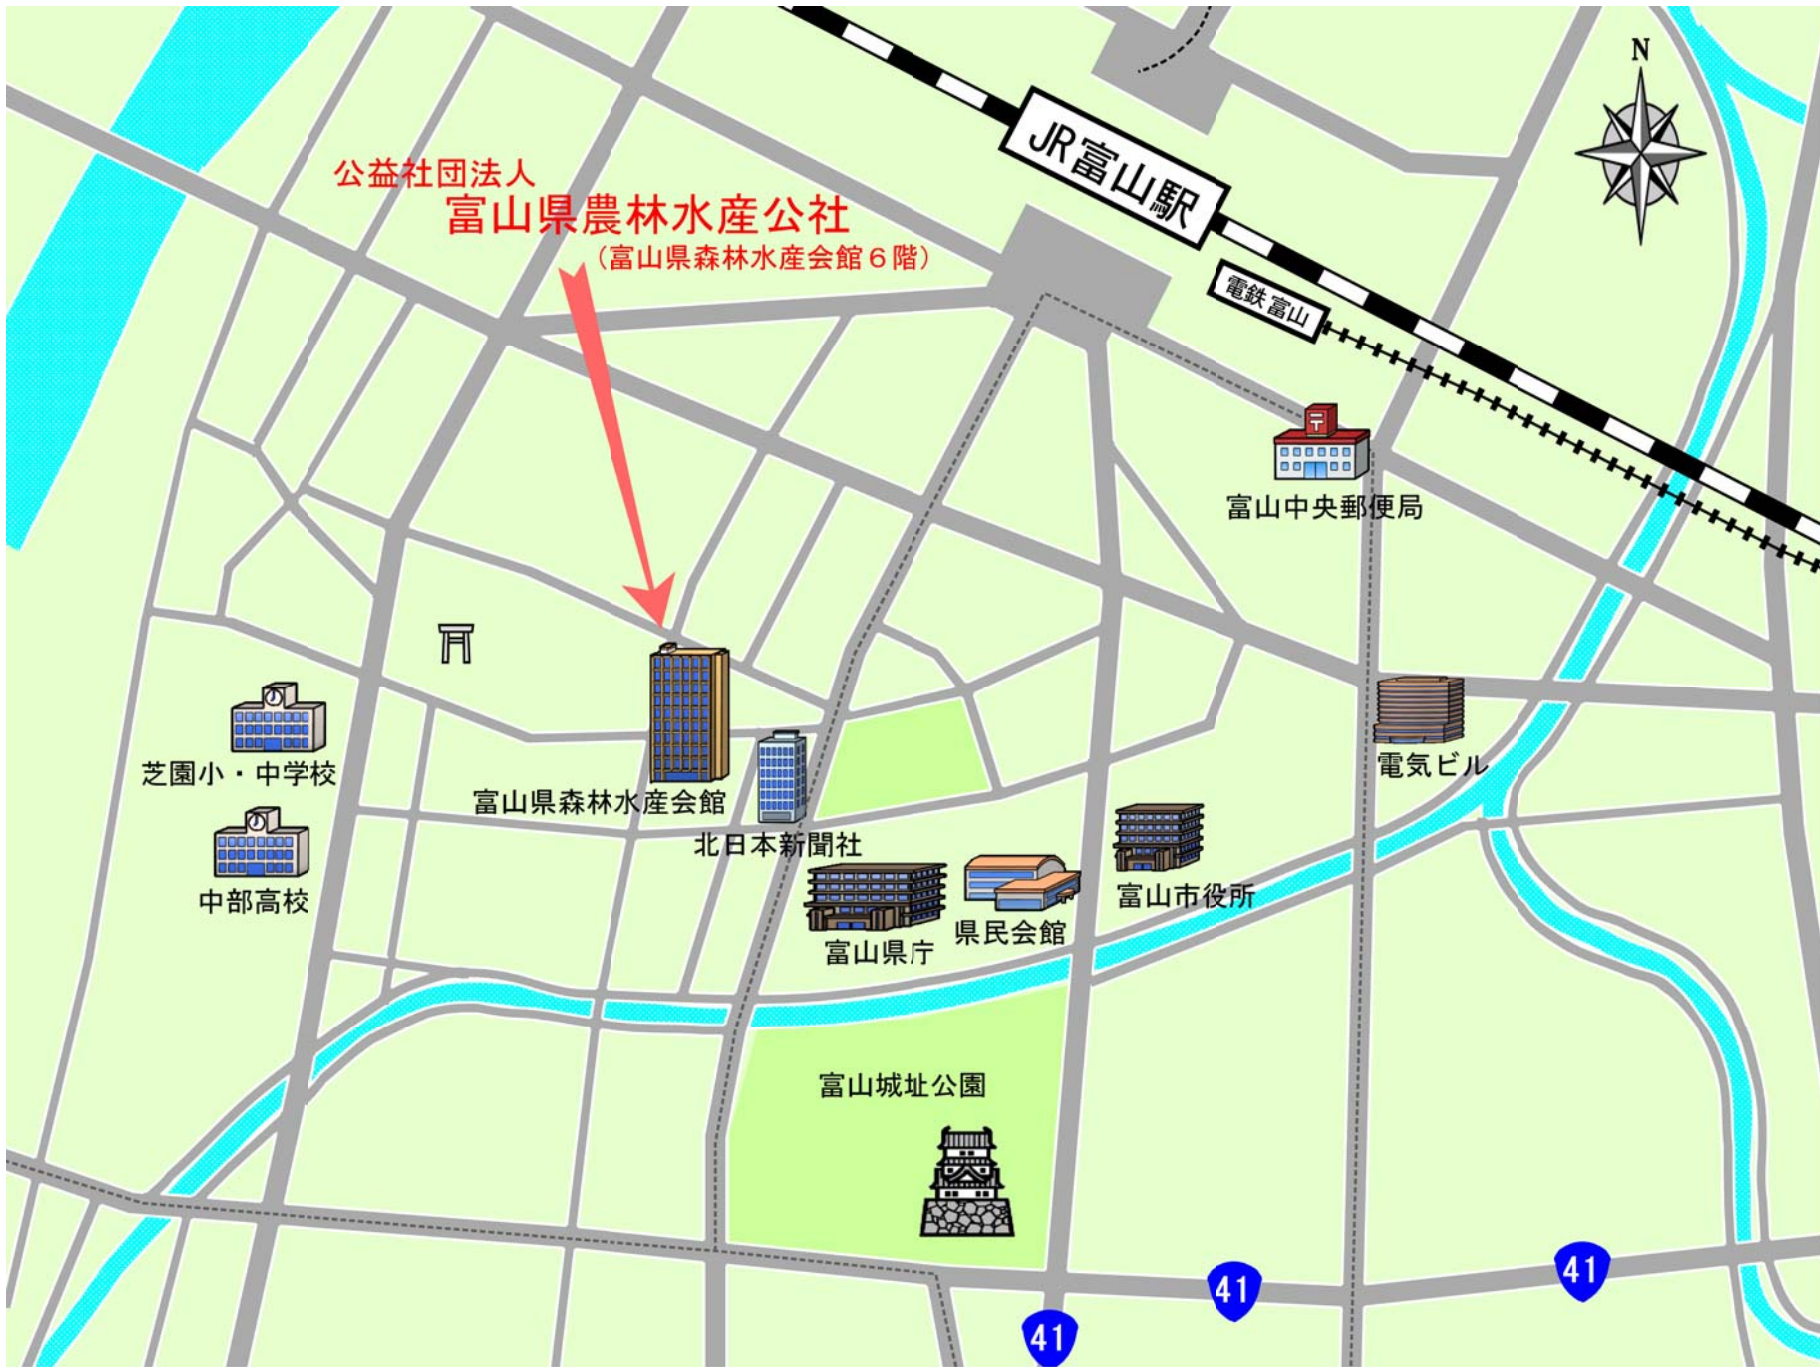 N
JR富山駅
公益社団法人
富山県農林水産公社
（富山県森林水産会館６階）
電鉄富山
〒
富山中央郵便局
芝園小・中学校
電気ビル
富山県森林水産会館
北日本新聞社
中部高校
富山市役所
県民会館
富山県庁
富山城址公園
41
41
41